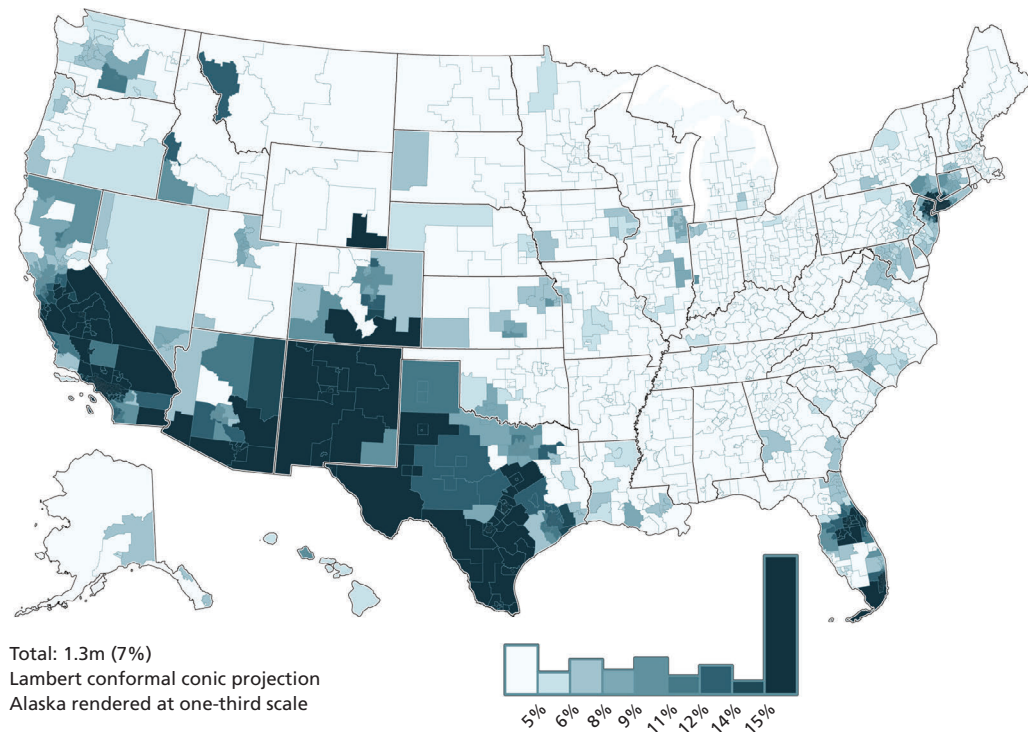 Total: 1.3m (7%)
Lambert conformal conic projection
Alaska rendered at one-third scale
5% 6% 8% 9% 11% 12% 14% 15%